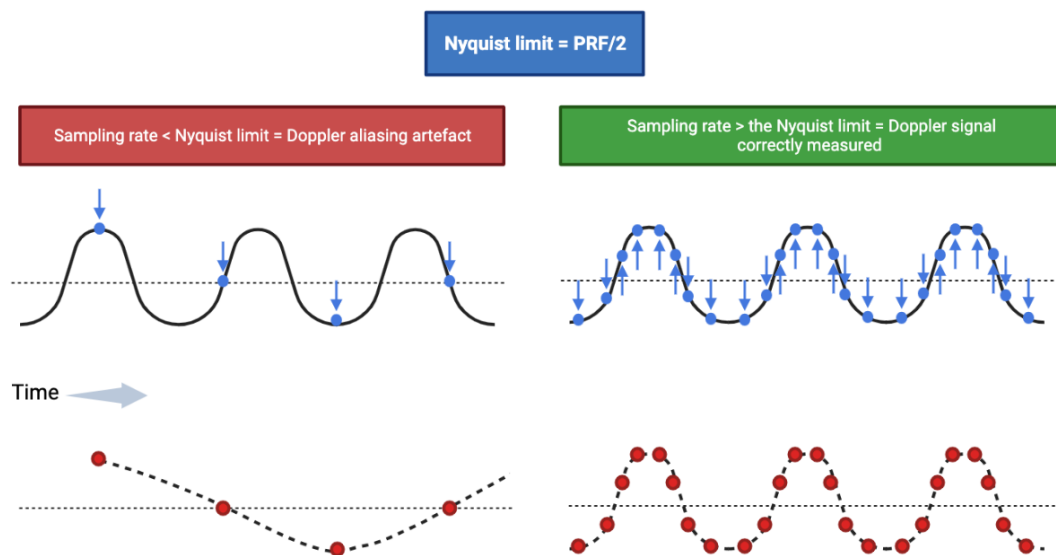 Nyquist limit = PRF/2
Sampling rate < Nyquist limit = Doppler aliasing artefact
Sampling rate > the Nyquist limit = Doppler signal
correctly measured
Time